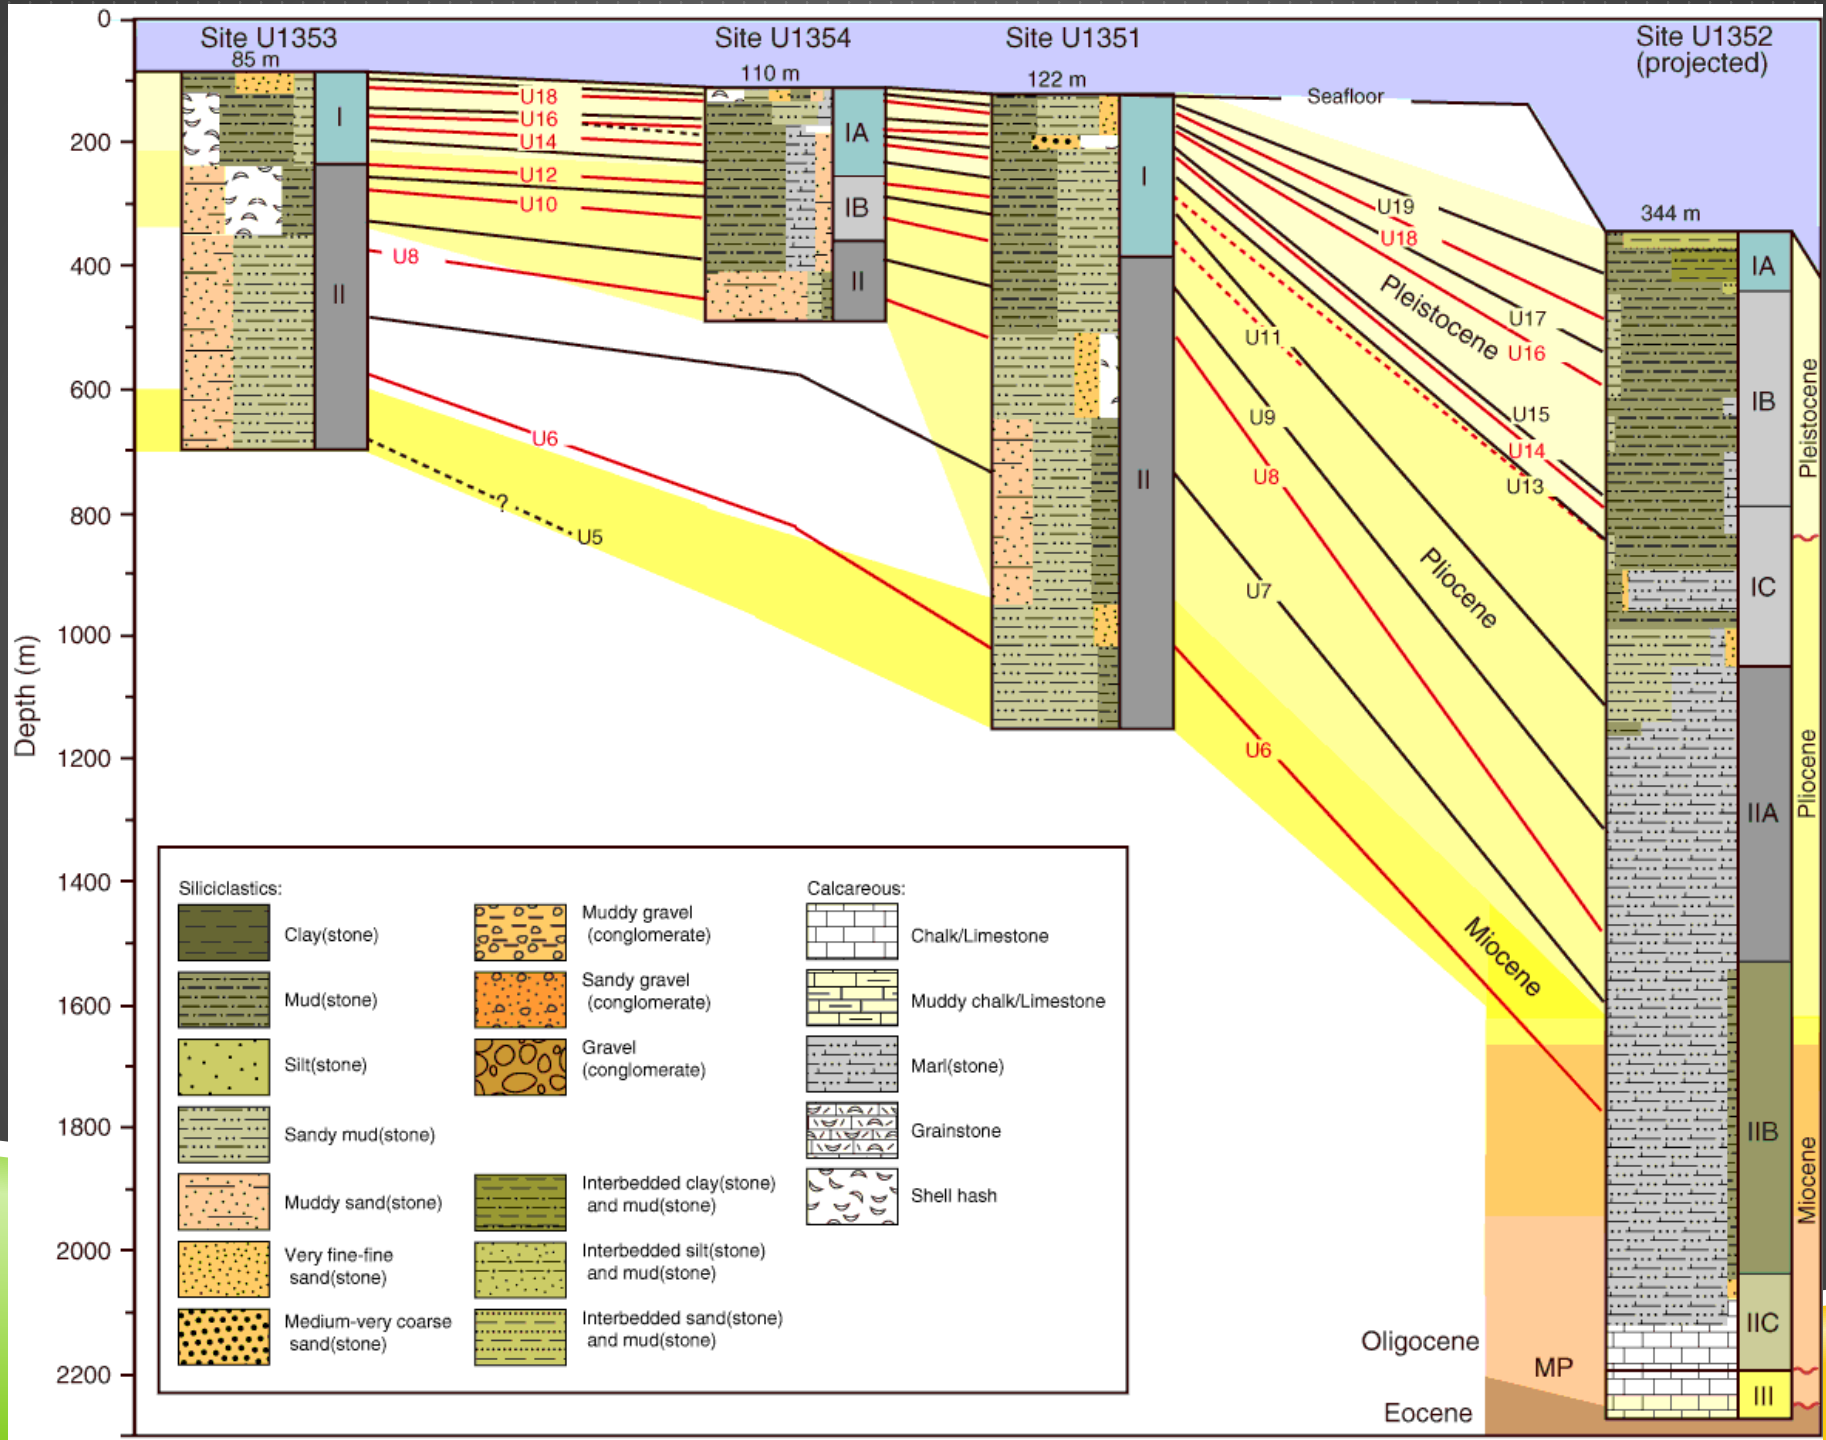 0
200
400
600
800
1000
1200
1400
1600
1800
2000
2200
Depth (m)
Site U1353
85 m
Site U1354
110 m
Site U1351
122 m
Site U1352
(projected)
344 m
Seafloor
I
II
IA
IB
II
I
II
IA
IB
IC
IIA
IIB
IIC
III
U18
U16
U14
U12
U10
U8
U6
?
U5
U19
U18
U17
U16
U15
U14
U13
U11
U9
U8
U7
U6
Pleistocene
Pliocene
Miocene
Pleistocene
Pliocene
Miocene
Oligocene
MP
Eocene
Siliciclastics:
Clay(stone)
Mud(stone)
Silt(stone)
Sandy mud(stone)
Muddy sand(stone)
Very fine-fine
sand(stone)
Medium-very coarse
sand(stone)
Muddy gravel
(conglomerate)
Sandy gravel
(conglomerate)
Gravel
(conglomerate)
Interbedded clay(stone)
and mud(stone)
Interbedded silt(stone)
and mud(stone)
Interbedded sand(stone)
and mud(stone)
Calcareous:
Chalk/Limestone
Muddy chalk/Limestone
Marl(stone)
Grainstone
Shell hash